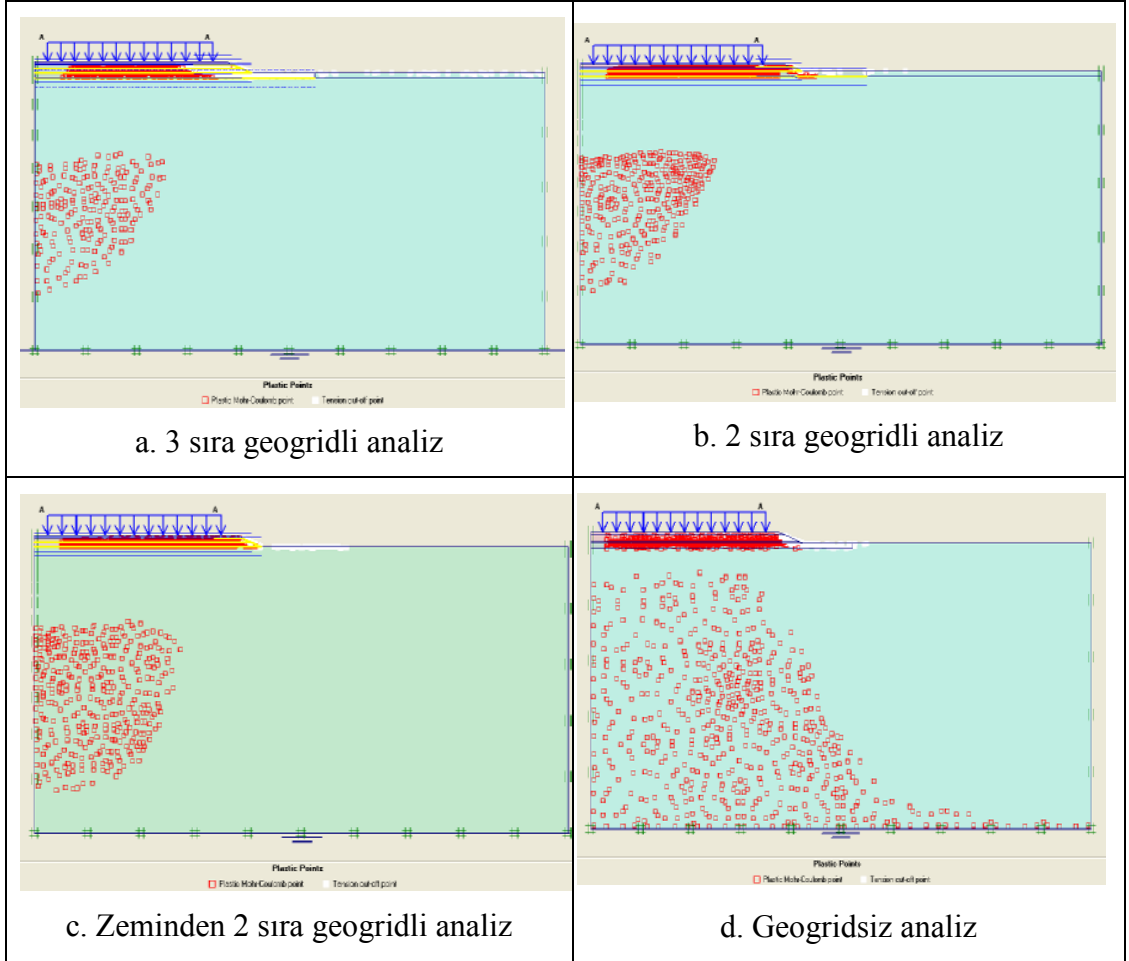 A A
Plastic Points
Plastic Mohr-Coulomb point Tension cut-off point
a. 3 sıra geogridli analiz
A A
Plastic Points
Plastic Mohr-Coulomb point Tension cut-off point
b. 2 sıra geogridli analiz
A A
Plastic Points
Plastic Mohr-Coulomb point Tension cut-off point
c. Zeminden 2 sıra geogridli analiz
A A
Plastic Points
Plastic Mohr-Coulomb point Tension cut-off point
d. Geogridsiz analiz